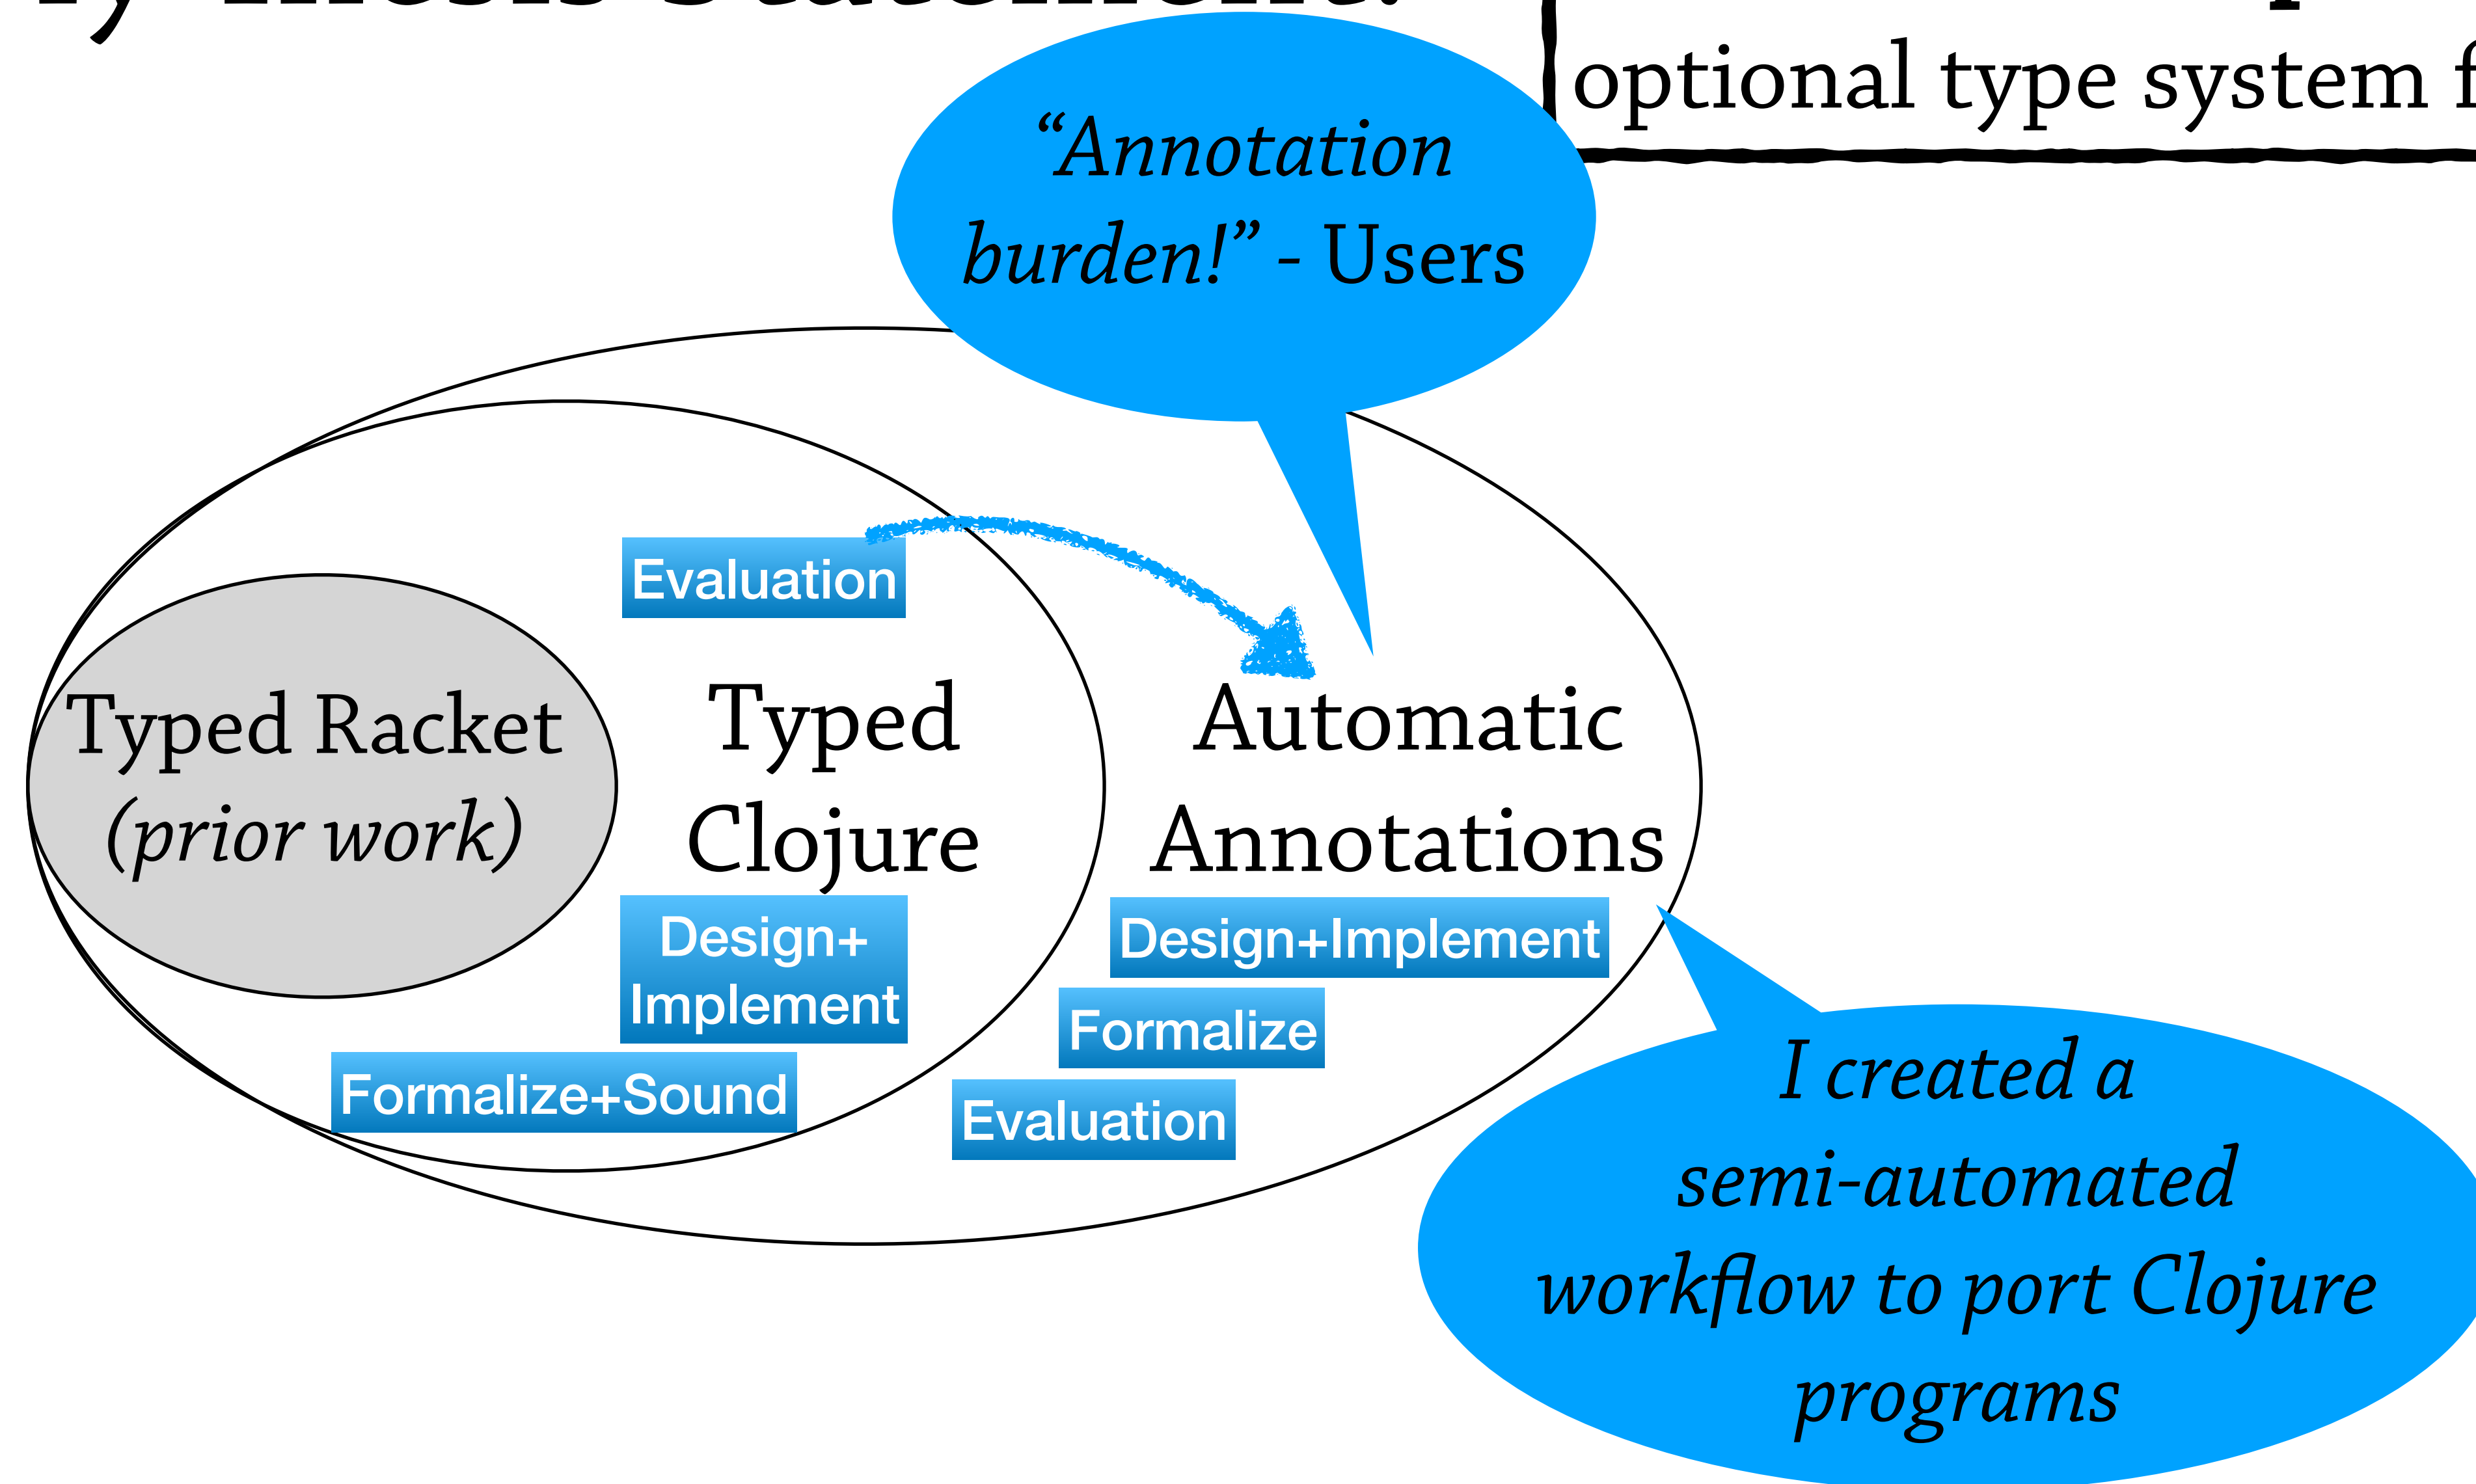 optional type system
“Annotation
burden!” - Users
Evaluation
Typed Racket
(prior work)
Typed
Clojure
Automatic
Annotations
Design+
Implement
Formalize+Sound
Design+Implement
Formalize
Evaluation
I created a
semi-automated
workflow to port Clojure
programs